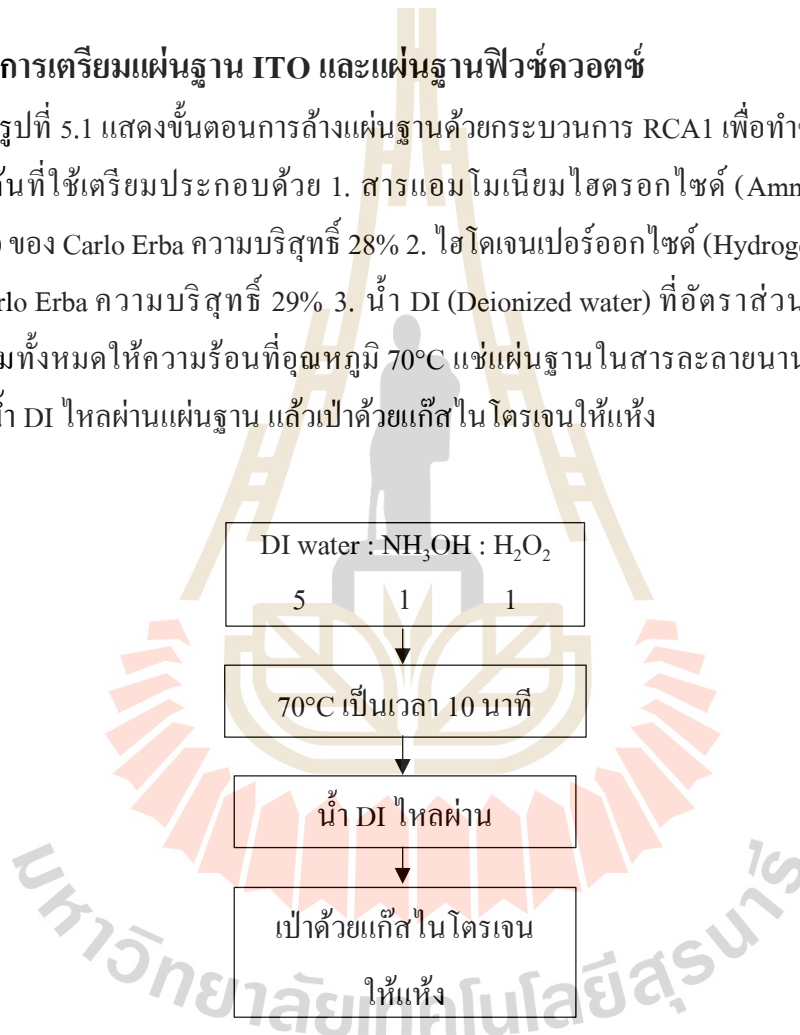 การเตรียมแผ่นฐาน ITO และแผ่นฐานฟิวซ์ควอตซ์
รูปที่ 5.1 แสดงขั้นตอนการล้างแผ่นฐานด้วยกระบวนการ RCA1 เพื่อทำ
ที่ใช้เตรียมประกอบด้วย 1. สารแอมโมเนียมไฮดรอกไซด์ (Amm
ของ Carlo Erba ความบริสุทธิ์ 28% 2. ไฮโดเจนเปอร์ออกไซด์ (Hydroge
rlo Erba ความบริสุทธิ์ 29% 3. น้ำ DI (Deionized water) ที่อัตราส่วน
มทั้งหมดให้ความร้อนที่อุณหภูมิ 70°C แช่แผ่นฐานในสารละลายนาน
DI ไหลผ่านแผ่นฐาน แล้วเป่าด้วยแก๊สไนโตรเจนให้แห้ง
DI water : NH₃OH : H₂O₂
5 1 1
70°C เป็นเวลา 10 นาที
น้ำ DI ไหลผ่าน
เป่าด้วยแก๊สไนโตรเจน
ให้แห้ง
มหาวิทยาลัยเทคโนโลยีสุรนารี